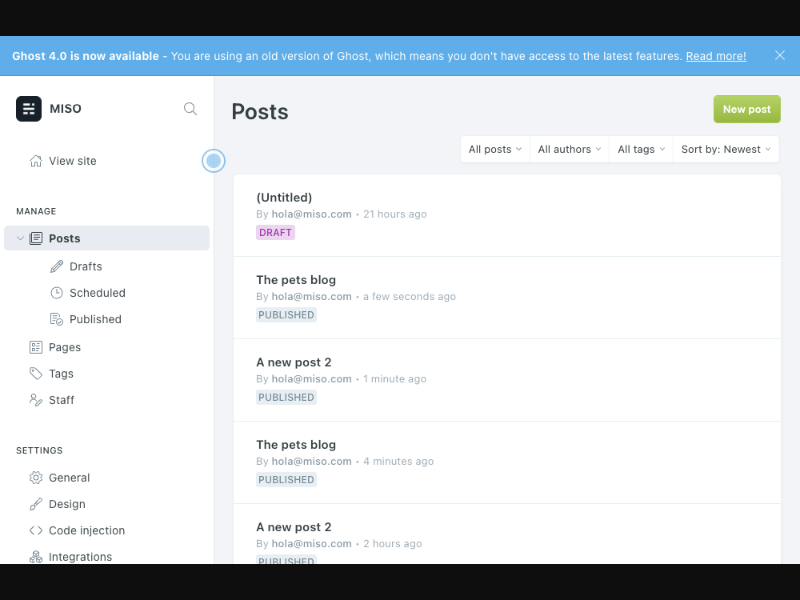 Ghost 4.0 is now available - You are using an old version of Ghost, which means you don't have access to the latest features. Read more!
MISO
View site
MANAGE
Posts
Drafts
Scheduled
Published
Pages
Tags
Staff
SETTINGS
General
Design
Code injection
Integrations
Posts
New post
All posts All authors All tags Sort by: Newest
(Untitled)
By hola@miso.com • 21 hours ago
DRAFT
The pets blog
By hola@miso.com • a few seconds ago
PUBLISHED
A new post 2
By hola@miso.com • 1 minute ago
PUBLISHED
The pets blog
By hola@miso.com • 4 minutes ago
PUBLISHED
A new post 2
By hola@miso.com • 2 hours ago
PUBLISHED